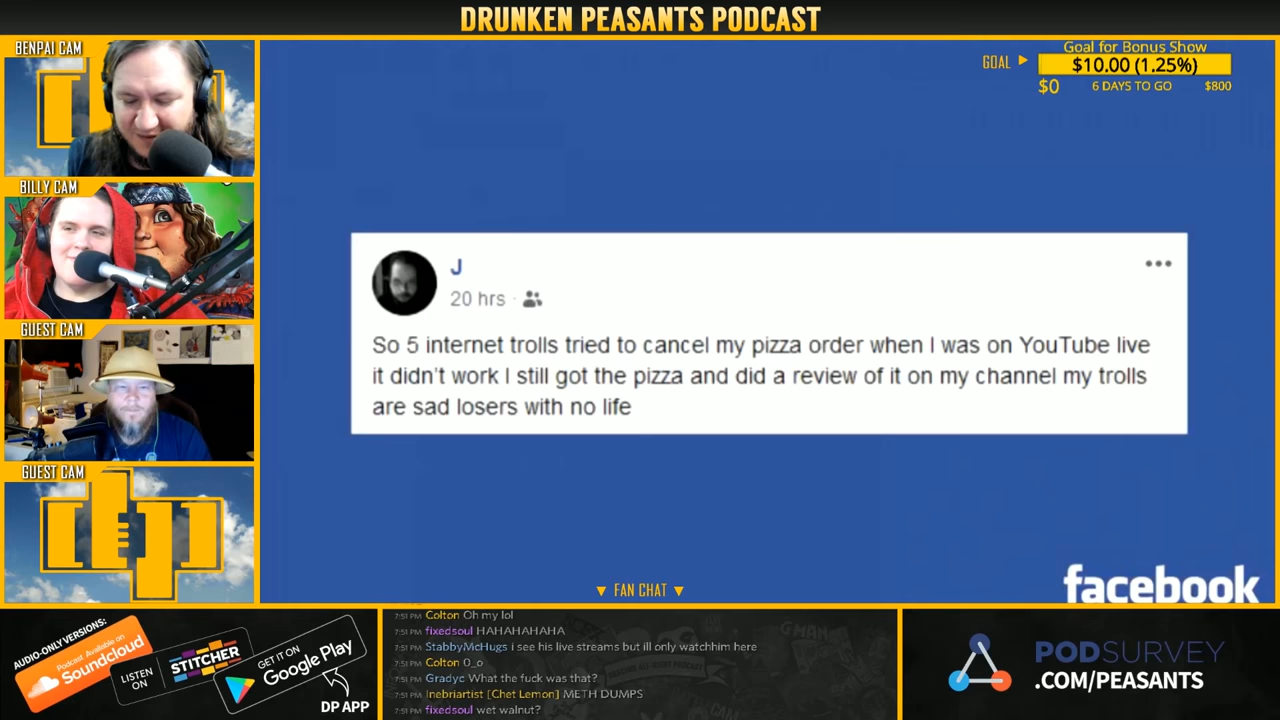 DRUNKEN PEASANTS PODCAST
BENPAI CAM
BILLY CAM
GUEST CAM
GUEST CAM
Goal for Bonus Show
GOAL ▶ $10.00 (1.25%)
$0 6 DAYS TO GO $800
J
20 hrs ·
So 5 internet trolls tried to cancel my pizza order when I was on YouTube live
it didn't work I still got the pizza and did a review of it on my channel my trolls
are sad losers with no life
facebook
▼ FAN CHAT ▼
7:51 PM Colton Oh my lol
7:51 PM fixedsoul HAHAHAHAHA
7:51 PM StabbyMcHugs i see his live streams but ill only watchhim here
7:51 PM Colton O_o
7:51 PM Gradyc What the fuck was that?
7:51 PM Inebriartist [Chet Lemon] METH DUMPS
7:51 PM fixedsoul wet walnut?
AUDIO-ONLY VERSIONS:
Podcast Available on
Soundcloud
LISTEN
ON
STITCHER
GET IT ON
Google Play
DP APP
PODSURVEY
.COM/PEASANTS